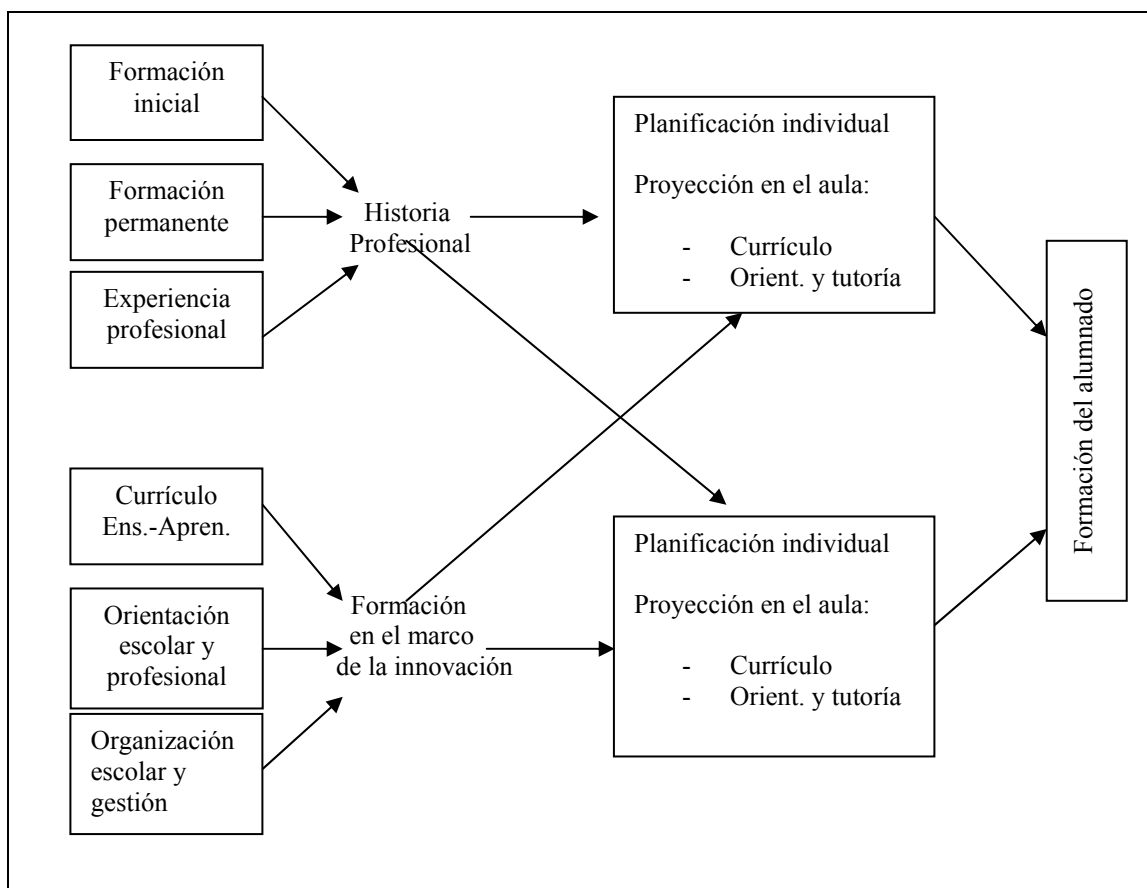 Formación
inicial
Formación
permanente
Experiencia
profesional
Historia
Profesional
Planificación individual
Proyección en el aula:
- Currículo
- Orient. y tutoría
Currículo
Ens.-Apren.
Orientación
escolar y
profesional
Organización
escolar y
gestión
Formación
en el marco
de la innovación
Planificación individual
Proyección en el aula:
- Currículo
- Orient. y tutoría
Formación del alumnado